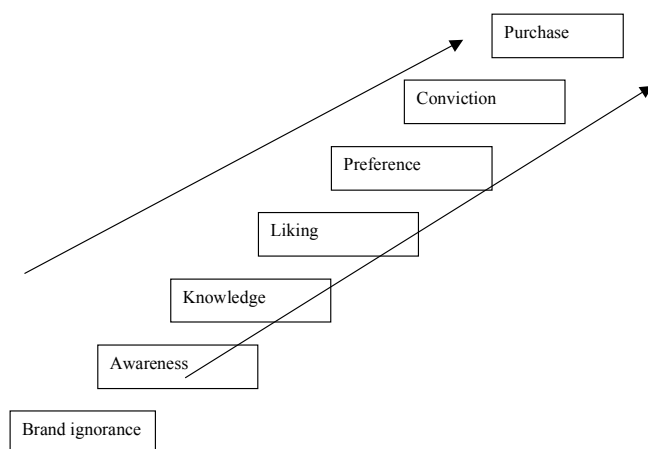 Purchase
Conviction
Preference
Liking
Knowledge
Awareness
Brand ignorance